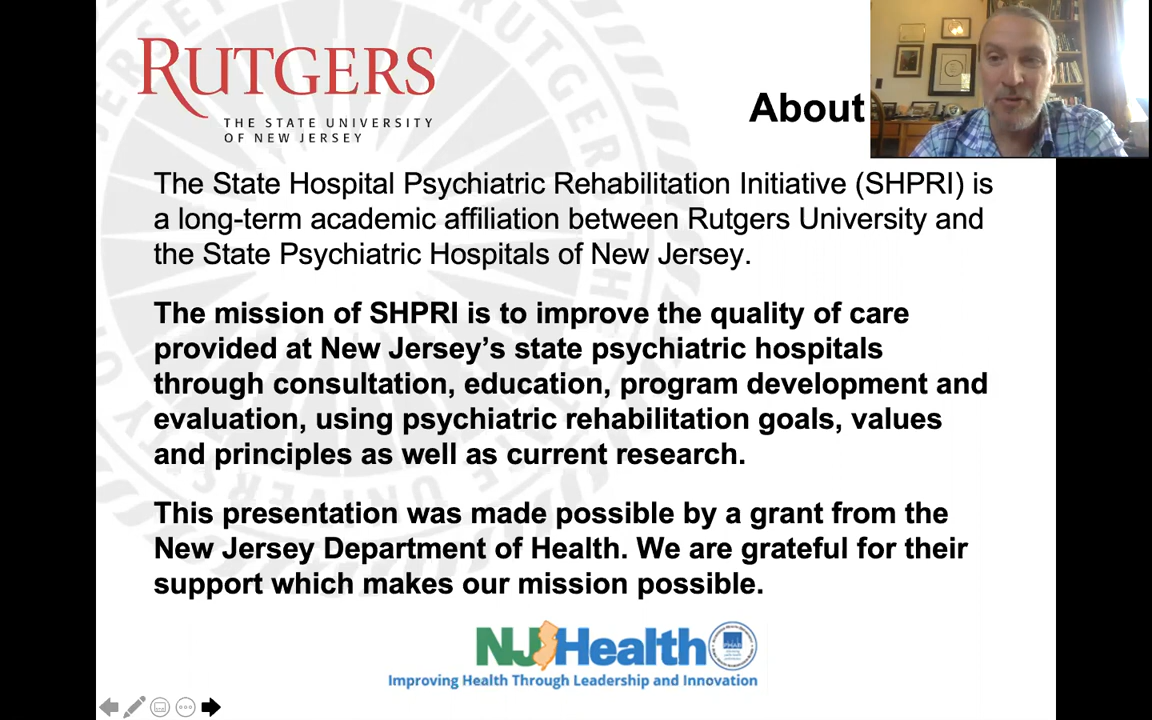 RUTGERS
THE STATE UNIVERSITY
OF NEW JERSEY
About
The State Hospital Psychiatric Rehabilitation Initiative (SHPRI) is
a long-term academic affiliation between Rutgers University and
the State Psychiatric Hospitals of New Jersey.
The mission of SHPRI is to improve the quality of care
provided at New Jersey’s state psychiatric hospitals
through consultation, education, program development and
evaluation, using psychiatric rehabilitation goals, values
and principles as well as current research.
This presentation was made possible by a grant from the
New Jersey Department of Health. We are grateful for their
support which makes our mission possible.
NJHealth
Improving Health Through Leadership and Innovation